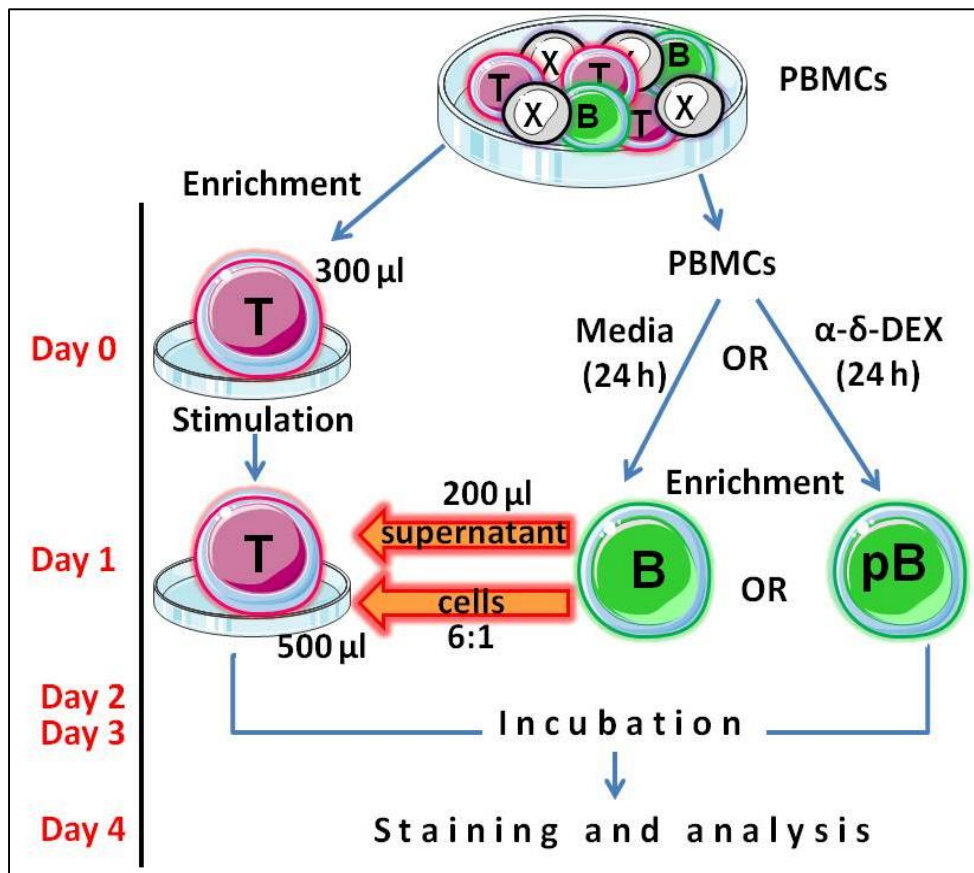 X
X
B
T
T
X
B
T
X
PBMCs
Enrichment
300 µl
T
PBMCs
Day 0
Media
(24 h)
OR
α-δ-DEX
(24 h)
Stimulation
Enrichment
200 µl
supernatant
Day 1
T
B
OR
pB
cells
6:1
500 µl
Day 2
Day 3
Incubation
Day 4
Staining and analysis